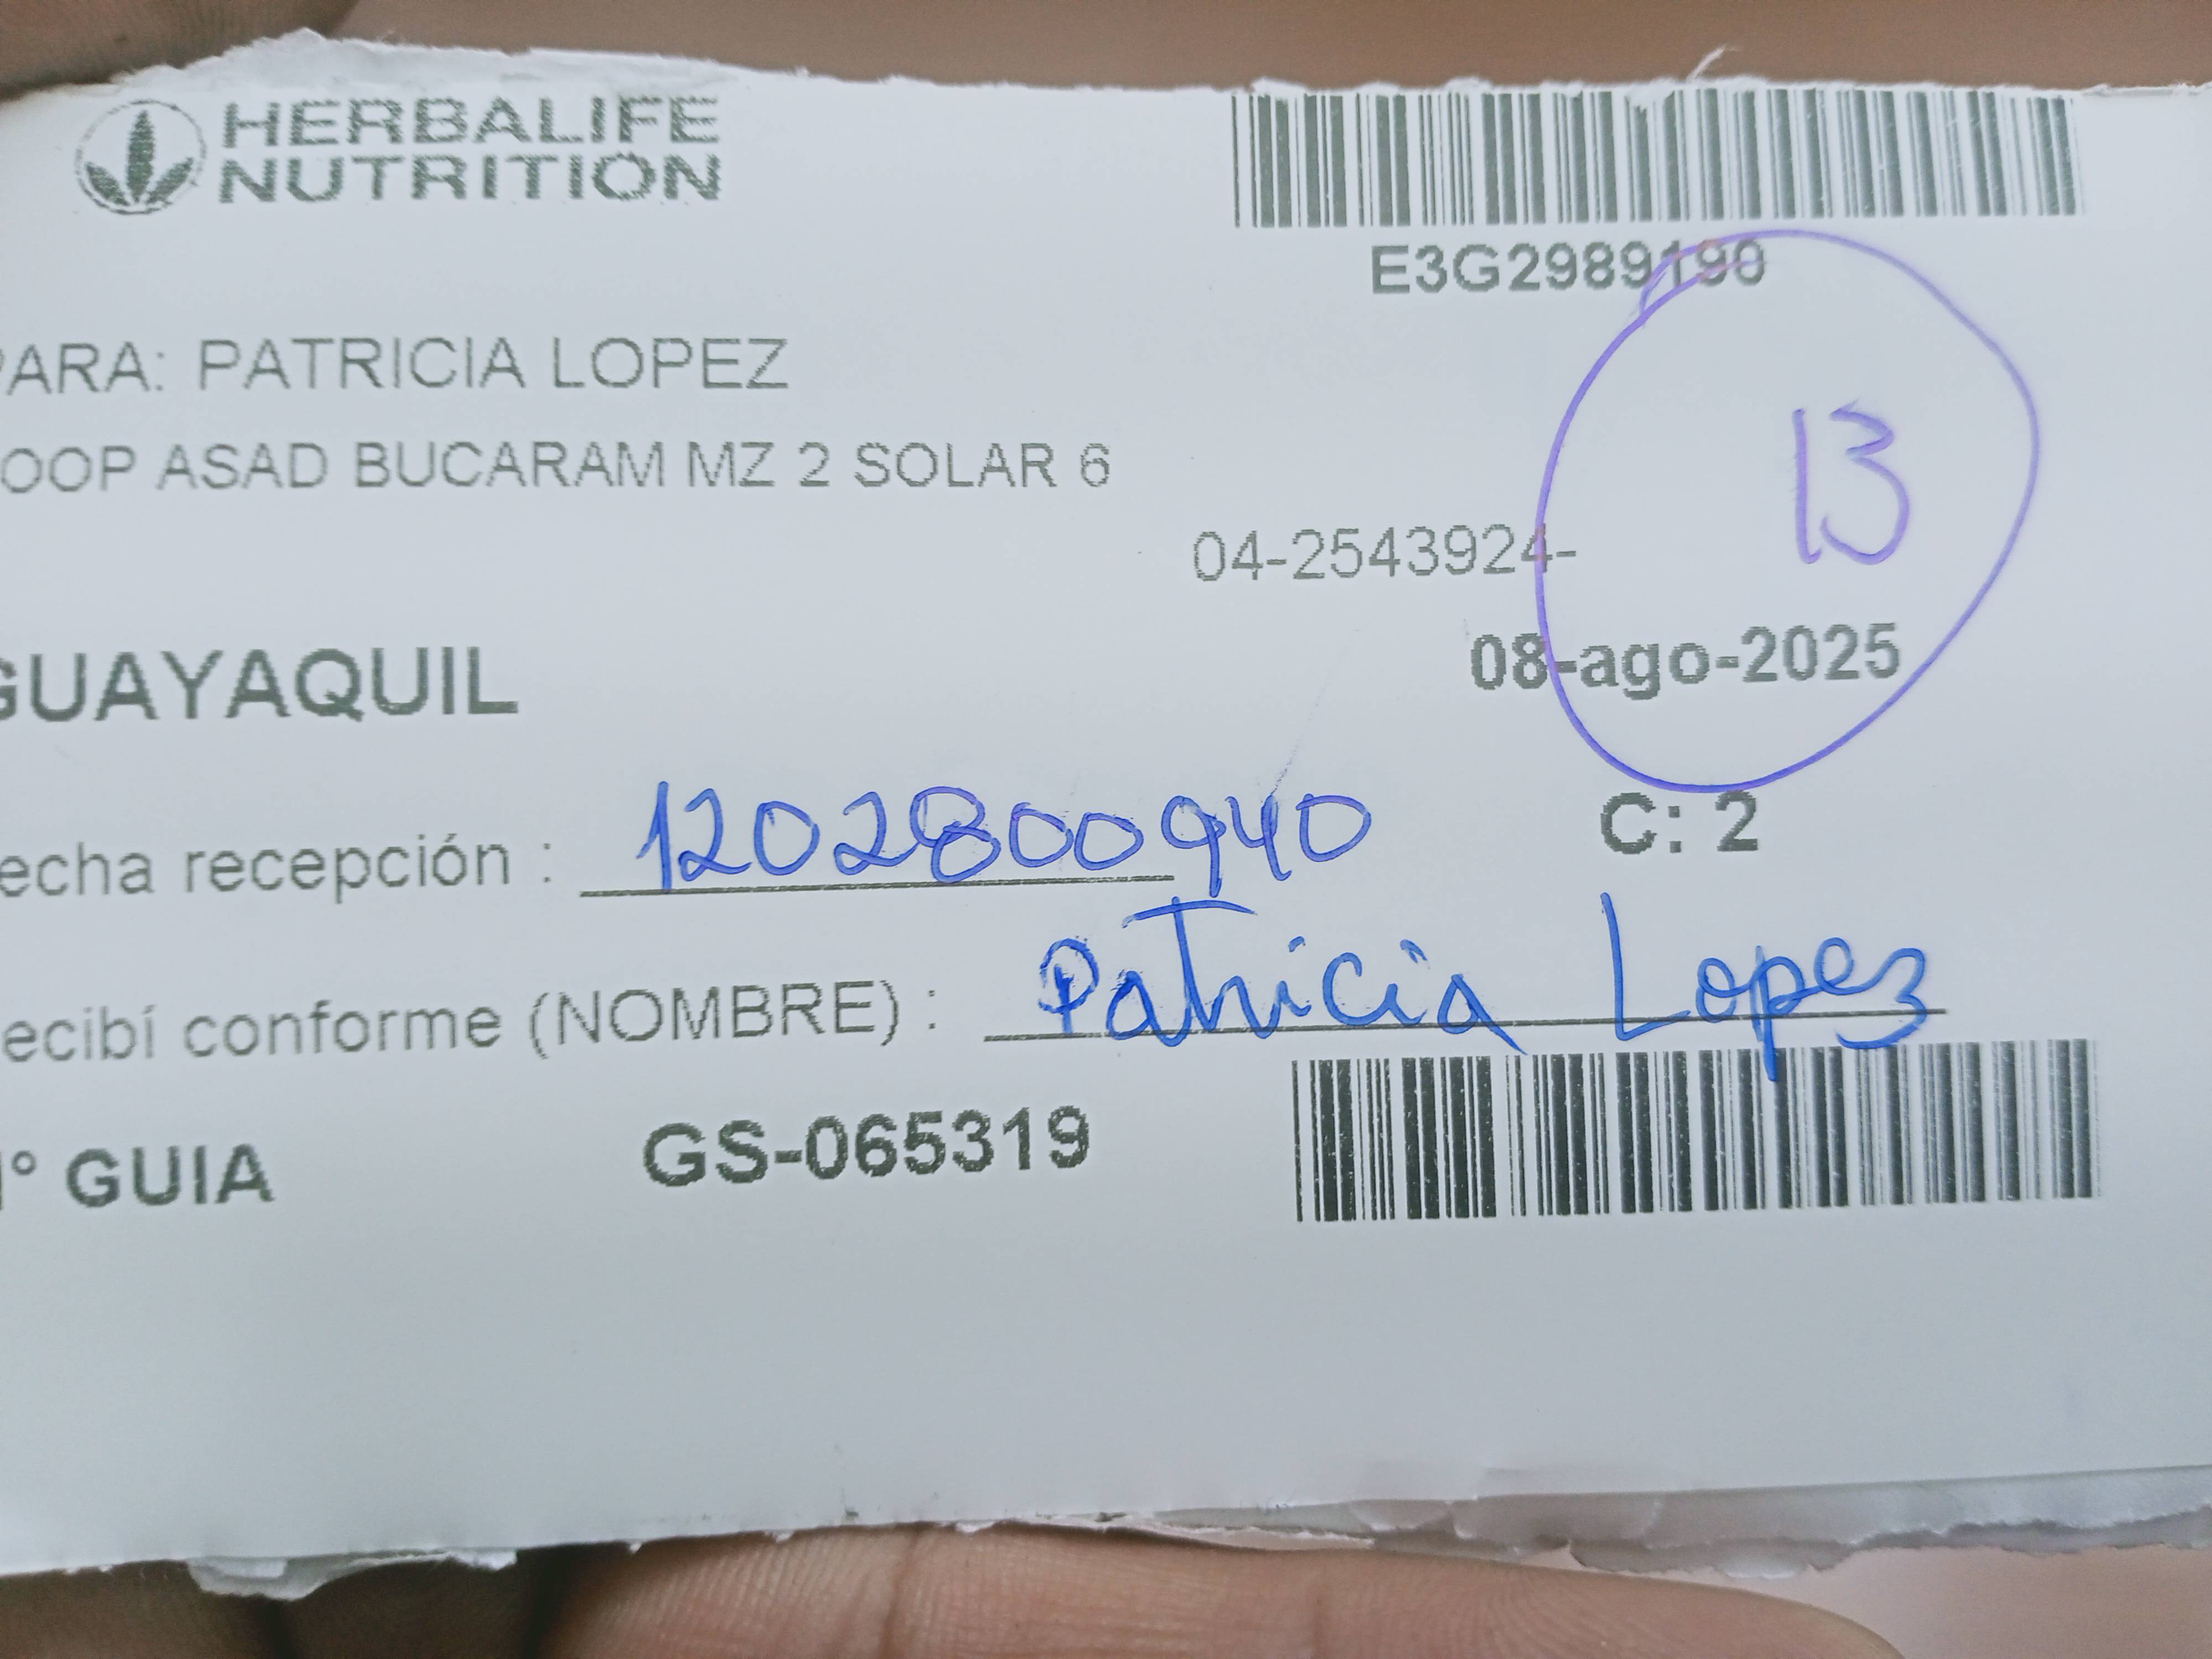 HERBALIFE
NUTRITION
E3G2989190
PARA: PATRICIA LOPEZ
OOP ASAD BUCARAM MZ 2 SOLAR 6
13
04-2543924-
GUAYAQUIL
08-ago-2025
echa recepción : 1202800940
C: 2
ecibí conforme (NOMBRE) : Patricia Lopez
N° GUIA GS-065319